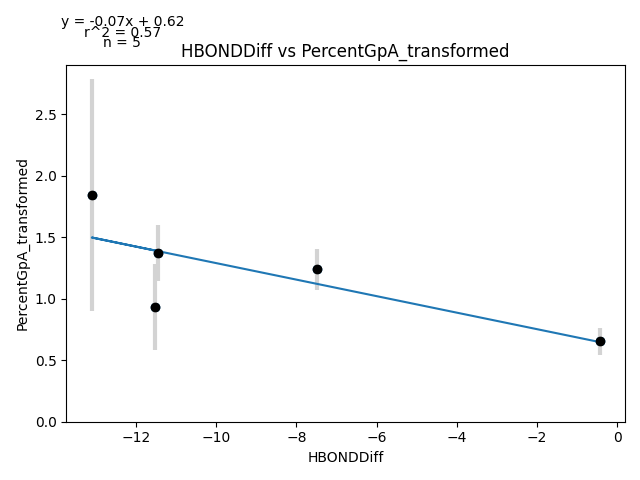 y = -0.07x + 0.62
r^2 = 0.57
n = 5
HBONDDiff vs PercentGpA_transformed
PercentGpA_transformed
2.5
2.0
1.5
1.0
0.5
0.0
−12
−10
−8
−6
−4
−2
0
HBONDDiff